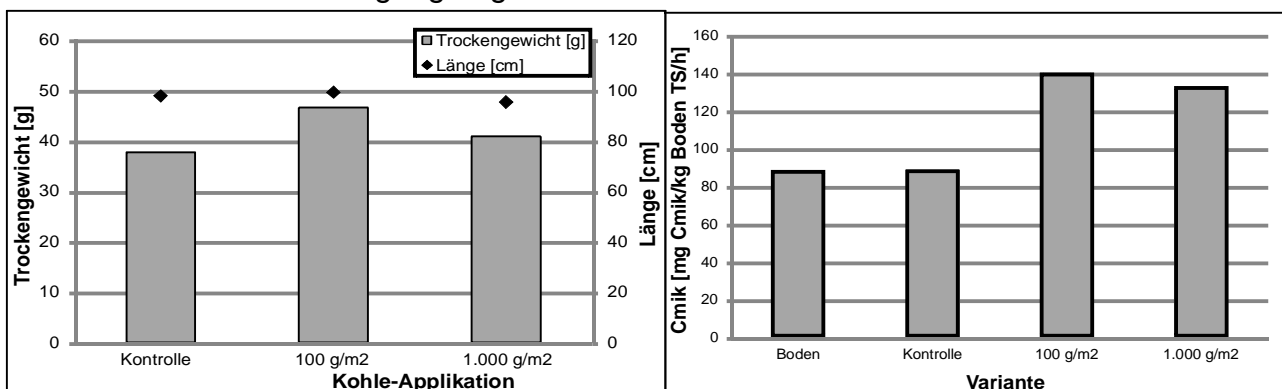 Trockengewicht [g]
Länge [cm]
60
50
40
30
20
10
0
Trockengewicht [g]
120
100
80
60
40
20
0
Länge [cm]
Kontrolle
100 g/m2
1.000 g/m2
Kohle-Applikation
160
140
120
100
80
60
40
20
0
Cmik [mg Cmik/kg Boden TS/h]
Boden
Kontrolle
100 g/m2
1.000 g/m2
Variante